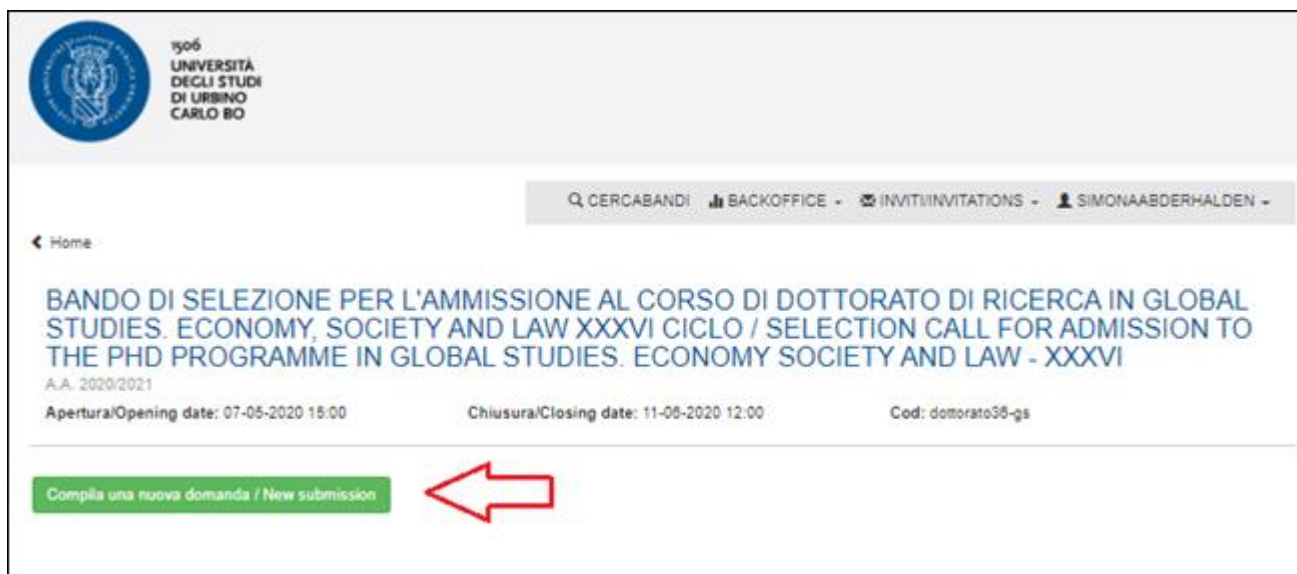 1506
UNIVERSITÀ
DEGLI STUDI
DI URBINO
CARLO BO
CERCABANDI BACKOFFICE INVITI/INVITATIONS SIMONAABDERHALDEN
Home
BANDO DI SELEZIONE PER L'AMMISSIONE AL CORSO DI DOTTORATO DI RICERCA IN GLOBAL
STUDIES. ECONOMY, SOCIETY AND LAW XXXVI CICLO / SELECTION CALL FOR ADMISSION TO
THE PHD PROGRAMME IN GLOBAL STUDIES. ECONOMY SOCIETY AND LAW - XXXVI
A.A. 2020/2021
Apertura/Opening date: 07-05-2020 15:00 Chiusura/Closing date: 11-06-2020 12:00 Cod: dottorato36-gs
Compila una nuova domanda / New submission